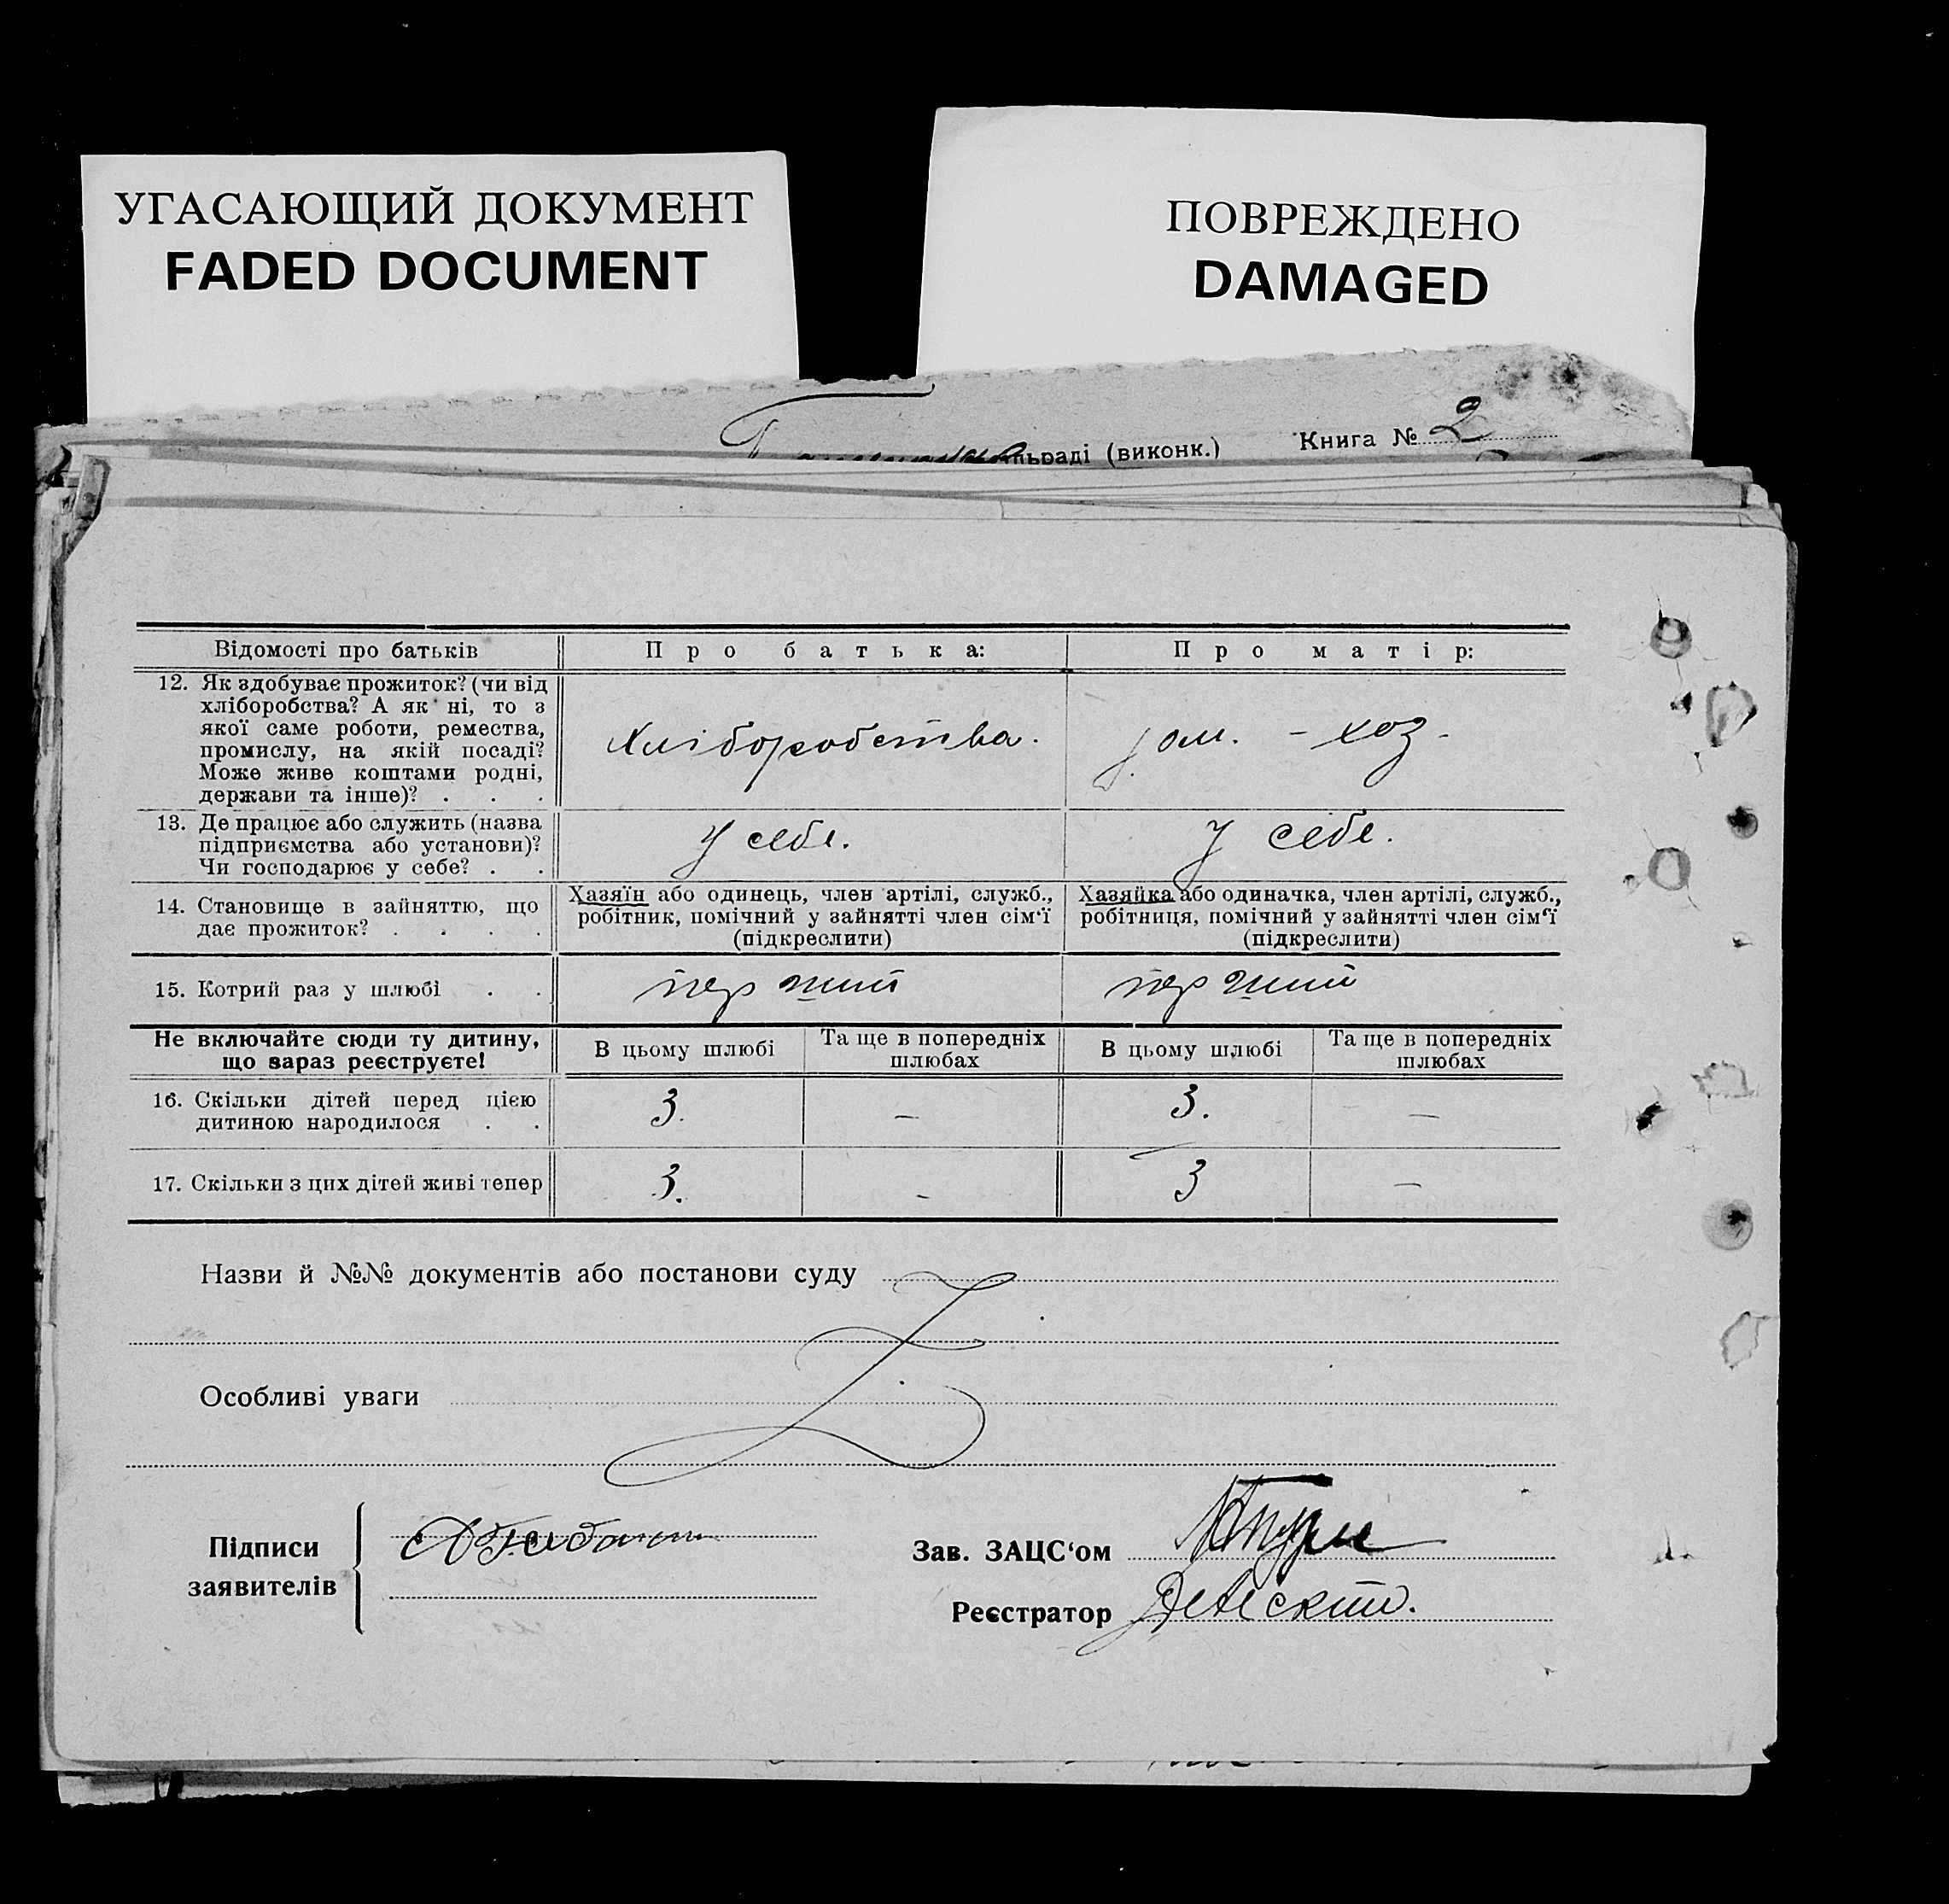 УГАСАЮЩИЙ ДОКУМЕНТ
FADED DOCUMENT
ПОВРЕЖДЕНО
DAMAGED
льраді (виконк.) Книга № 2
Відомості про батьків Про батька: Про матір:
12. Як здобуває прожиток? (чи від
хліборобства? А як ні, то з
якої саме роботи, ремества,
промислу, на якій посаді?
Може живе коштами родні,
держави та інше)? . . .
Хліборобства.
дом. - хоз -
13. Де працює або служить (назва
підприємства або установи)?
Чи господарює у себе? . .
У себе.
У себе.
14. Становище в зайняттю, що
дає прожиток? . . . .
Хазяїн або одинець, член артілі, служб.,
робітник, помічний у зайнятті член сім'ї
(підкреслити)
Хазяйка або одиначка, член артілі, служб.,
робітниця, помічний у зайнятті член сім'ї
(підкреслити)
15. Котрий раз у шлюбі . .
перший
перший
Не включайте сюди ту дитину,
що зараз реєструєте!
В цьому шлюбі
Та ще в попередніх
шлюбах
В цьому шлюбі
Та ще в попередніх
шлюбах
16. Скільки дітей перед цією
дитиною народилося . .
3. — 3. —
17. Скільки з цих дітей живі тепер 3. - 3 —
Назви й №№ документів або постанови суду
Особливі уваги
Підписи
заявителів
Зав. ЗАЦС‘ом
Реєстратор